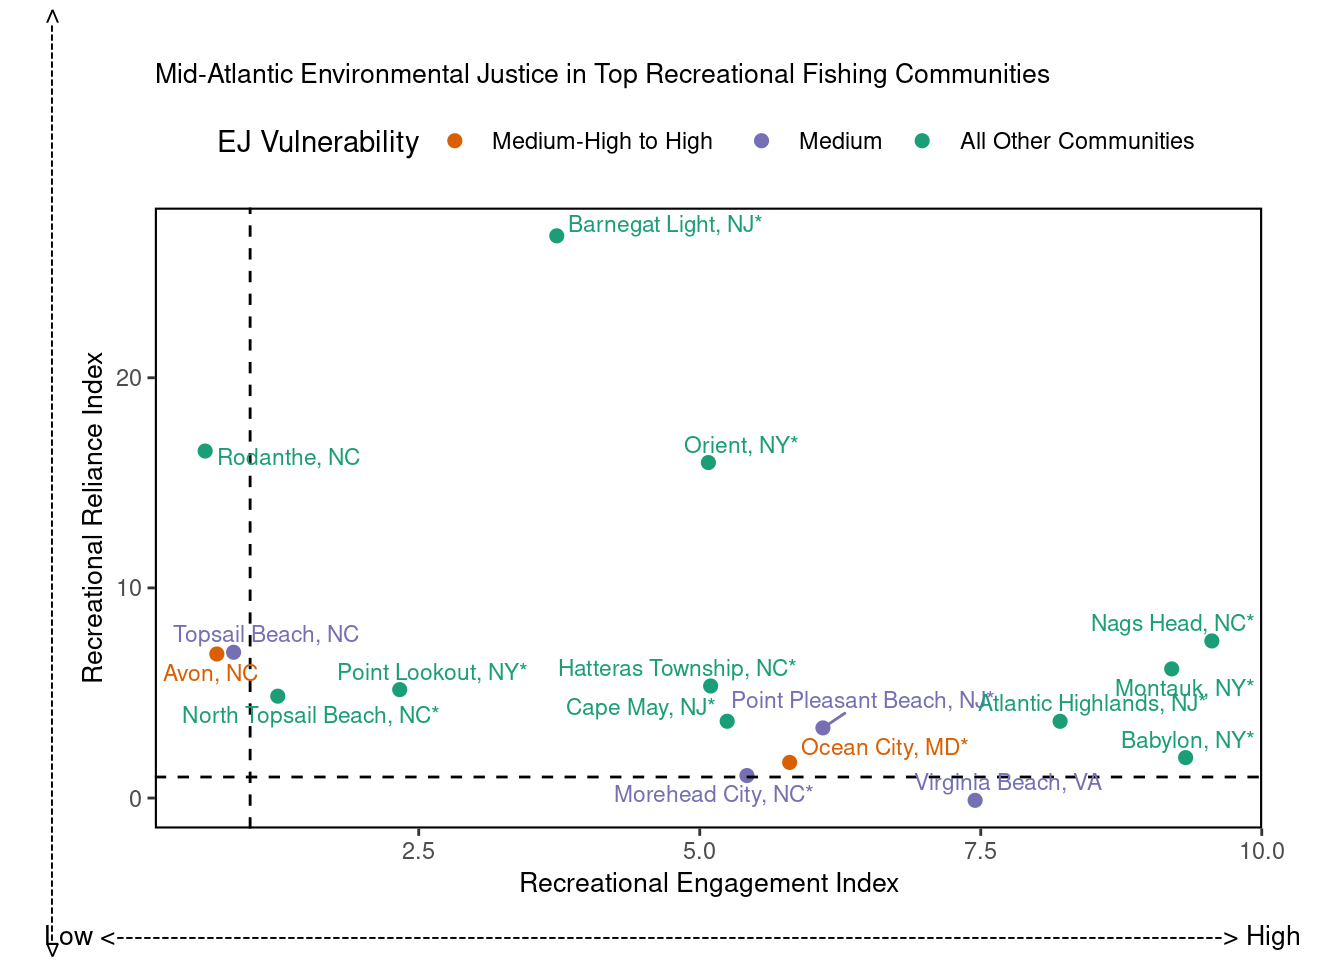 Mid-Atlantic Environmental Justice in Top Recreational Fishing Communities
EJ Vulnerability
Medium-High to High
Medium
All Other Communities
Recreational Reliance Index
20
10
0
Barnegat Light, NJ*
Orient, NY*
Rodanthe, NC
Nags Head, NC*
Topsail Beach, NC
Avon, NC
Point Lookout, NY*
Hatteras Township, NC*
Montauk, NY*
Point Pleasant Beach, NJ*
Atlantic Highlands, NJ*
Cape May, NJ*
North Topsail Beach, NC*
Babylon, NY*
Ocean City, MD*
Virginia Beach, VA
Morehead City, NC*
2.5
5.0
7.5
10.0
Recreational Engagement Index
Low
High